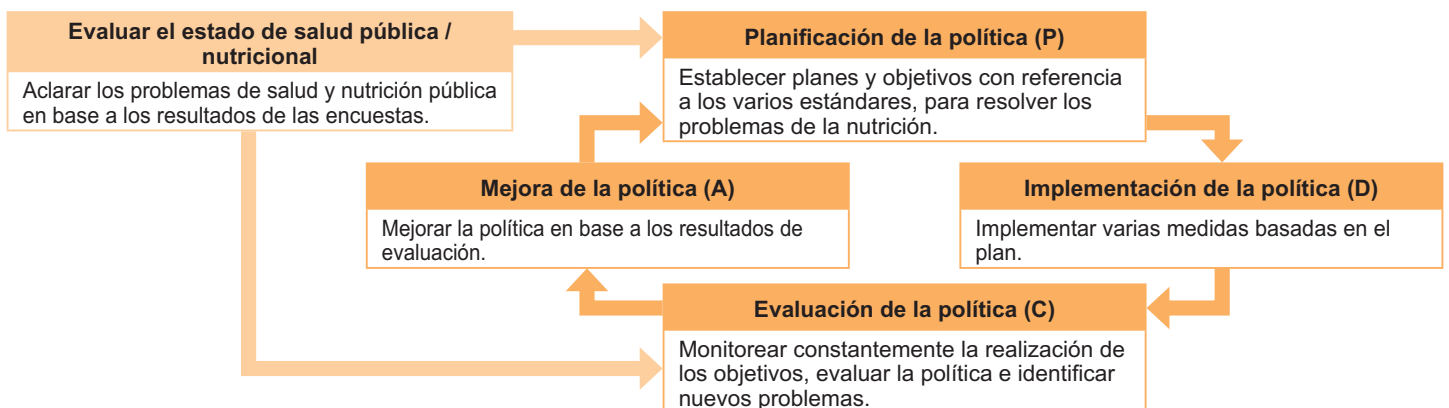 Evaluar el estado de salud pública /
nutricional
Aclarar los problemas de salud y nutrición pública
en base a los resultados de las encuestas.
Planificación de la política (P)
Establecer planes y objetivos con referencia
a los varios estándares, para resolver los
problemas de la nutrición.
Mejora de la política (A)
Mejorar la política en base a los resultados de
evaluación.
Implementación de la política (D)
Implementar varias medidas basadas en el
plan.
Evaluación de la política (C)
Monitorear constantemente la realización de
los objetivos, evaluar la política e identificar
nuevos problemas.